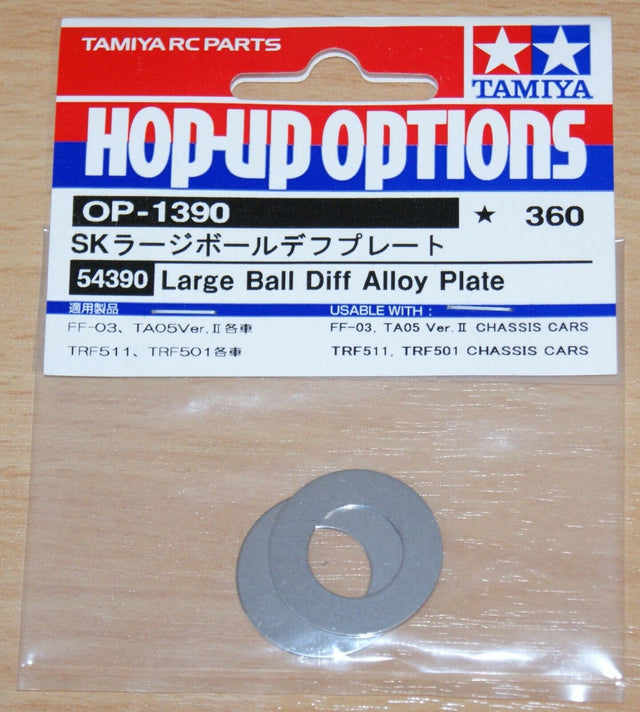 TAMIYA RC PARTS
TAMIYA
HOP-UP OPTIONS
OP-1390 ★ 360
SKラージボールデフプレート
54390 Large Ball Diff Alloy Plate
適用製品 USABLE WITH :
FF-03、TA05Ver.Ⅱ各車 FF-03, TA05 Ver.Ⅱ CHASSIS CARS
TRF511、TRF501各車 TRF511, TRF501 CHASSIS CARS